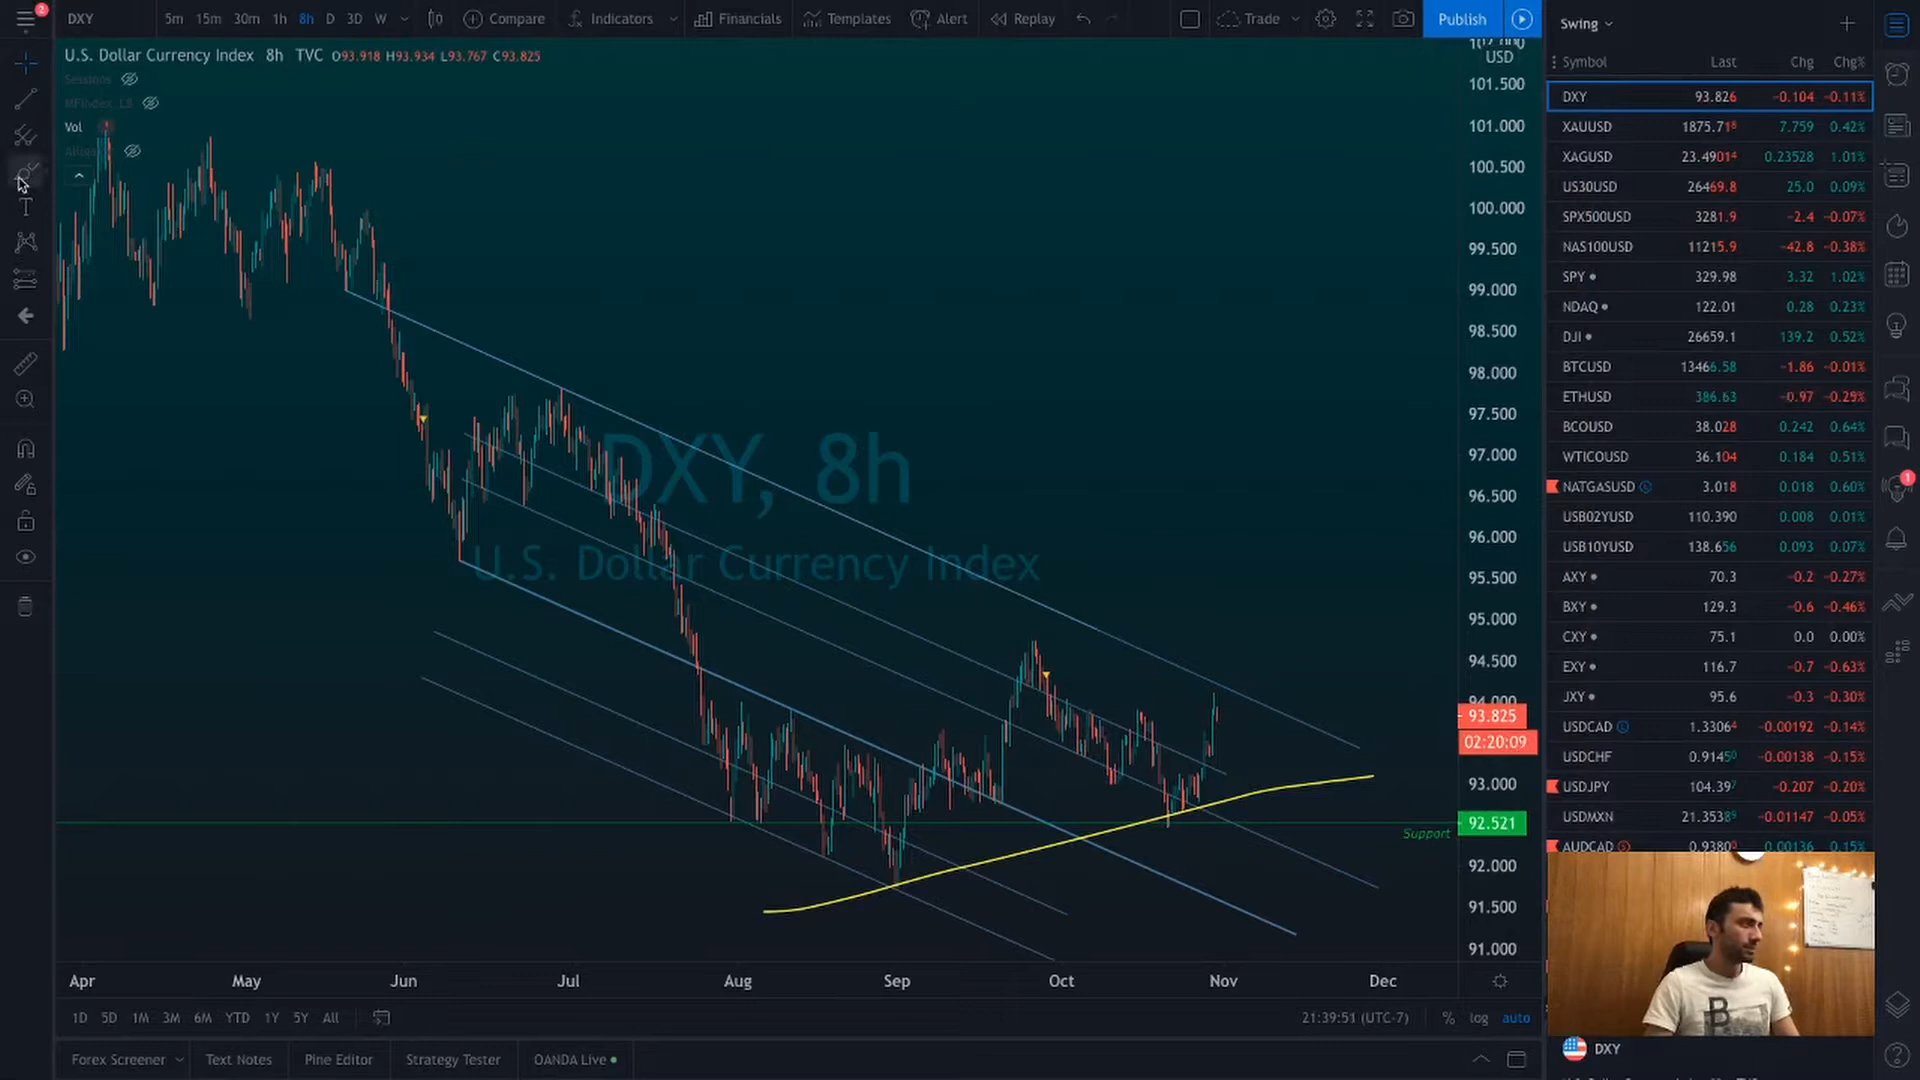 2
DXY 5m 15m 30m 1h 8h D 3D W Compare Indicators Financials Templates Alert Replay Trade Publish
U.S. Dollar Currency Index 8h TVC O93.918 H93.934 L93.767 C93.825
Sessions
MFIndex_LB
Vol
DXY, 8h
U.S. Dollar Currency Index
Support
USD
101.500
101.000
100.500
100.000
99.500
99.000
98.500
98.000
97.500
97.000
96.500
96.000
95.500
95.000
94.500
94.000
93.825
02:20:09
93.000
92.521
92.000
91.500
91.000
Apr May Jun Jul Aug Sep Oct Nov Dec
1D 5D 1M 3M 6M YTD 1Y 5Y All 21:39:51 (UTC-7) % log auto
Forex Screener Text Notes Pine Editor Strategy Tester OANDA Live
Swing
Symbol Last Chg Chg%
DXY 93.826 −0.104 −0.11%
XAUUSD 1875.718 7.759 0.42%
XAGUSD 23.49014 0.23528 1.01%
US30USD 26469.8 25.0 0.09%
SPX500USD 3281.9 −2.4 −0.07%
NAS100USD 11215.9 −42.8 −0.38%
SPY 329.98 3.32 1.02%
NDAQ 122.01 0.28 0.23%
DJI 26659.1 139.2 0.52%
BTCUSD 13466.58 −1.86 −0.01%
ETHUSD 386.63 −0.97 −0.25%
BCOUSD 38.028 0.242 0.64%
WTICOUSD 36.104 0.184 0.51%
NATGASUSD 3.018 0.018 0.60%
USB02YUSD 110.390 0.008 0.01%
USB10YUSD 138.656 0.093 0.07%
AXY 70.3 −0.2 −0.27%
BXY 129.3 −0.6 −0.46%
CXY 75.1 0.0 0.00%
EXY 116.7 −0.7 −0.63%
JXY 95.6 −0.3 −0.30%
USDCAD 1.33064 −0.00192 −0.14%
USDCHF 0.91450 −0.00138 −0.15%
USDJPY 104.397 −0.207 −0.20%
USDMXN 21.35389 −0.01147 −0.05%
AUDCAD 0.9380 0.00136 0.15%
1
B
DXY